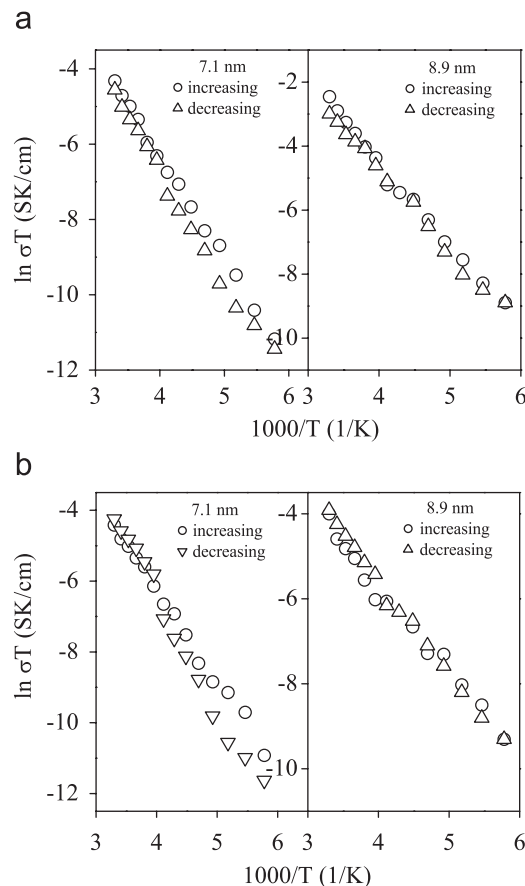 a
7.1 nm
increasing
decreasing
8.9 nm
increasing
decreasing
-4
-6
-8
-10
-12
-2
-4
-6
-8
-10
ln σT (SK/cm)
3 4 5 6 3 4 5 6
1000/T (1/K)
b
7.1 nm
increasing
decreasing
8.9 nm
increasing
decreasing
-4
-6
-8
-10
-12
-4
-6
-8
-10
ln σT (SK/cm)
3 4 5 6 3 4 5 6
1000/T (1/K)